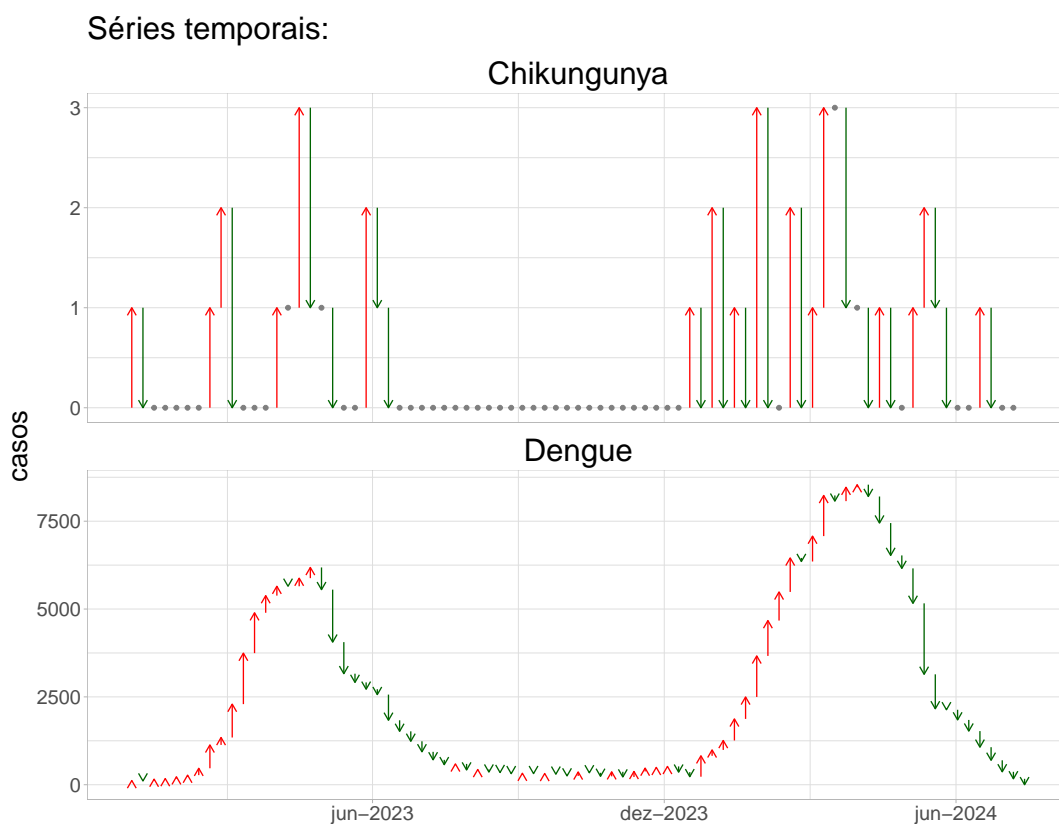 Séries temporais:
Chikungunya
3
2
1
0
casos
Dengue
7500
5000
2500
0
jun−2023
dez−2023
jun−2024